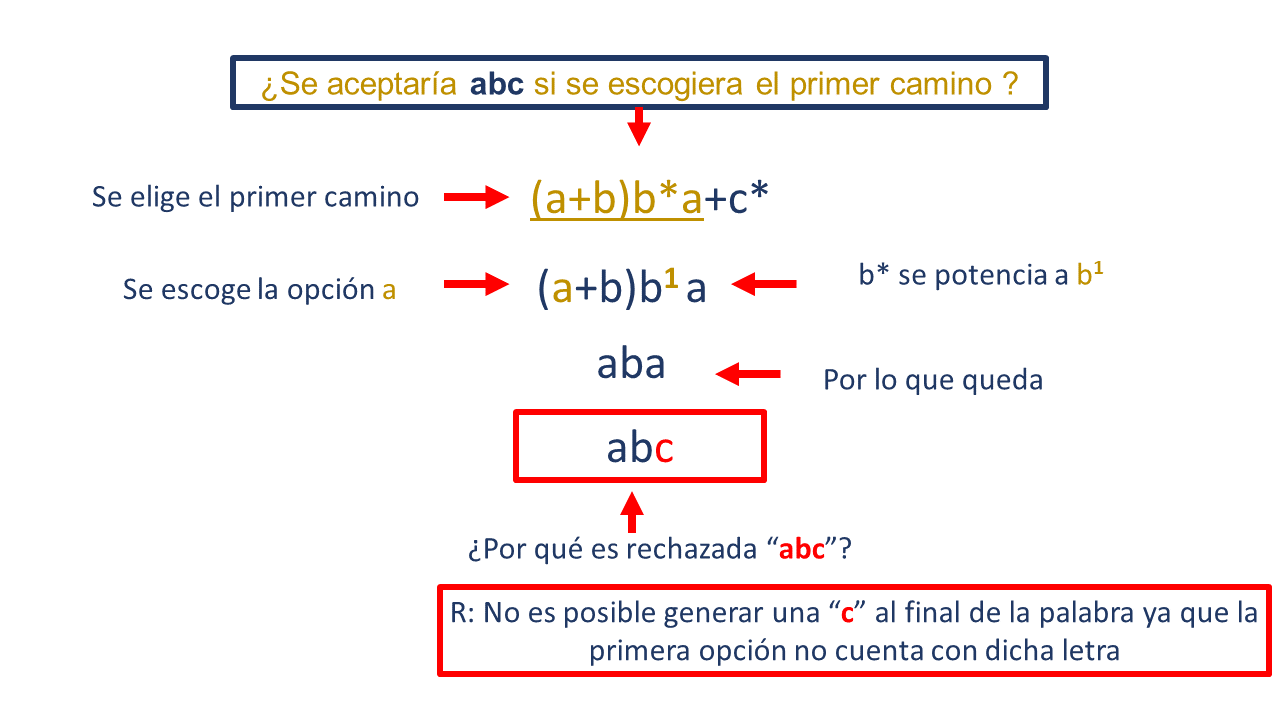 ¿Se aceptaría abc si se escogiera el primer camino ?
Se elige el primer camino
(a+b)b*a+c*
Se escoge la opción a
(a+b)b¹ a
b* se potencia a b¹
aba
Por lo que queda
abc
¿Por qué es rechazada “abc”?
R: No es posible generar una “c” al final de la palabra ya que la
primera opción no cuenta con dicha letra